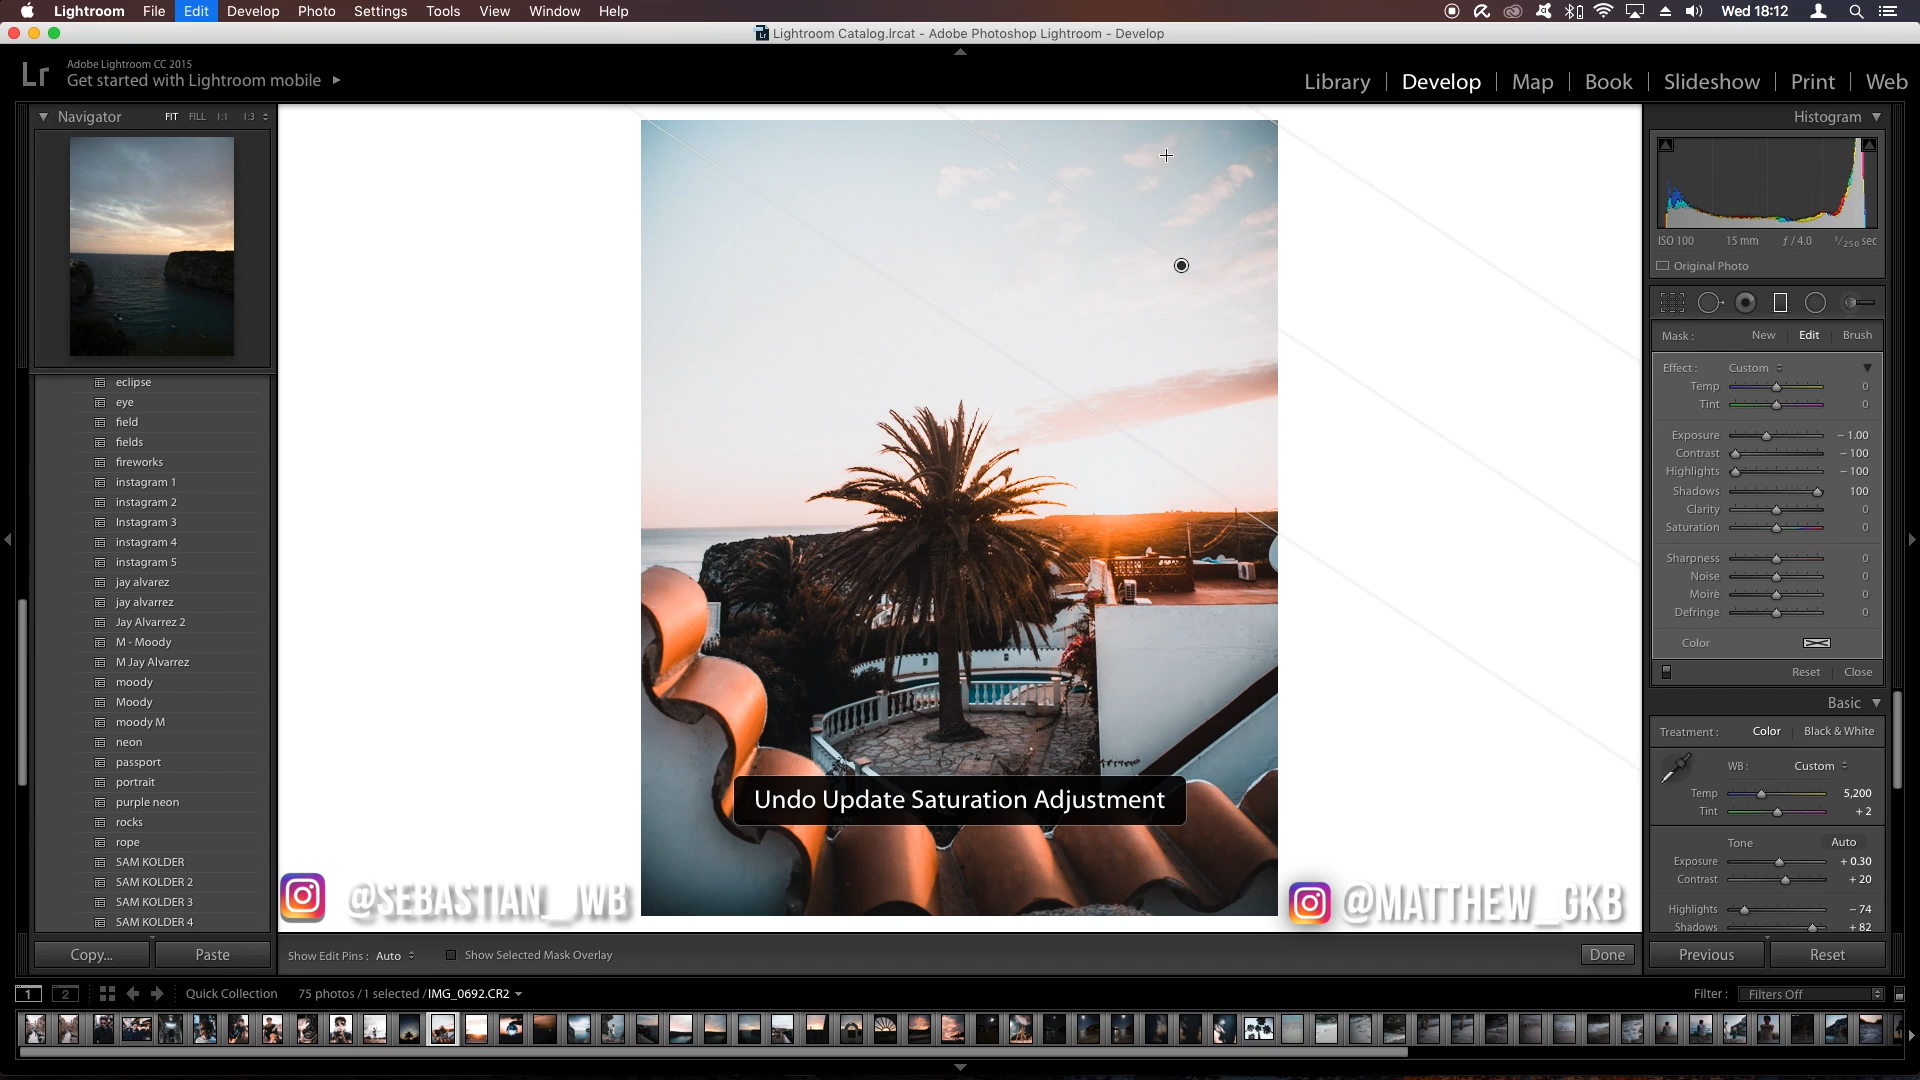 Lightroom File Edit Develop Photo Settings Tools View Window Help
Wed 18:12
Lightroom Catalog.lrcat - Adobe Photoshop Lightroom - Develop
Lr
Adobe Lightroom CC 2015
Get started with Lightroom mobile
Library | Develop | Map | Book | Slideshow | Print | Web
Navigator FIT FILL 1:1 1:3
eclipse
eye
field
fields
fireworks
instagram 1
instagram 2
Instagram 3
instagram 4
instagram 5
jay alvarez
jay alvarrez
Jay Alvarrez 2
M - Moody
M Jay Alvarrez
moody
Moody
moody M
neon
passport
portrait
purple neon
rocks
rope
SAM KOLDER
SAM KOLDER 2
SAM KOLDER 3
SAM KOLDER 4
Copy... Paste
Undo Update Saturation Adjustment
@SEBASTIAN_JWB
@MATTHEW_GKB
Show Edit Pins : Auto Show Selected Mask Overlay
Done
Histogram
ISO 100 15 mm ƒ / 4.0 1/250 sec
Original Photo
Mask : New Edit Brush
Effect : Custom
Temp 0
Tint 0
Exposure – 1.00
Contrast – 100
Highlights – 100
Shadows 100
Clarity 0
Saturation 0
Sharpness 0
Noise 0
Moiré 0
Defringe 0
Color
Reset Close
Basic
Treatment : Color Black & White
WB : Custom
Temp 5,200
Tint + 2
Tone Auto
Exposure + 0.30
Contrast + 20
Highlights – 74
Shadows + 82
Previous Reset
1 2 Quick Collection 75 photos / 1 selected / IMG_0692.CR2
Filter : Filters Off